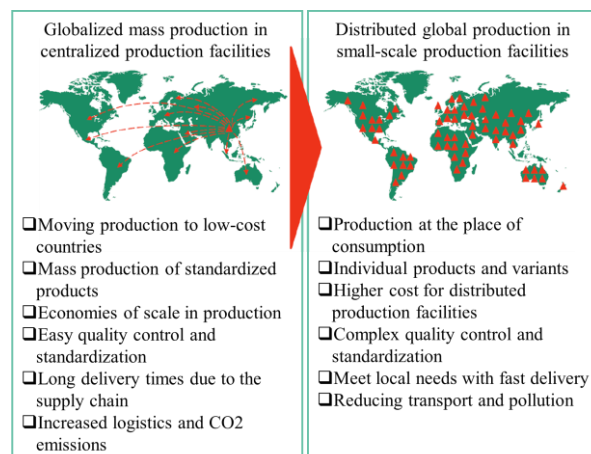 Globalized mass production in
centralized production facilities
❑Moving production to low-cost
countries
❑Mass production of standardized
products
❑Economies of scale in production
❑Easy quality control and
standardization
❑Long delivery times due to the
supply chain
❑Increased logistics and CO2
emissions
Distributed global production in
small-scale production facilities
❑Production at the place of
consumption
❑Individual products and variants
❑Higher cost for distributed
production facilities
❑Complex quality control and
standardization
❑Meet local needs with fast delivery
❑Reducing transport and pollution